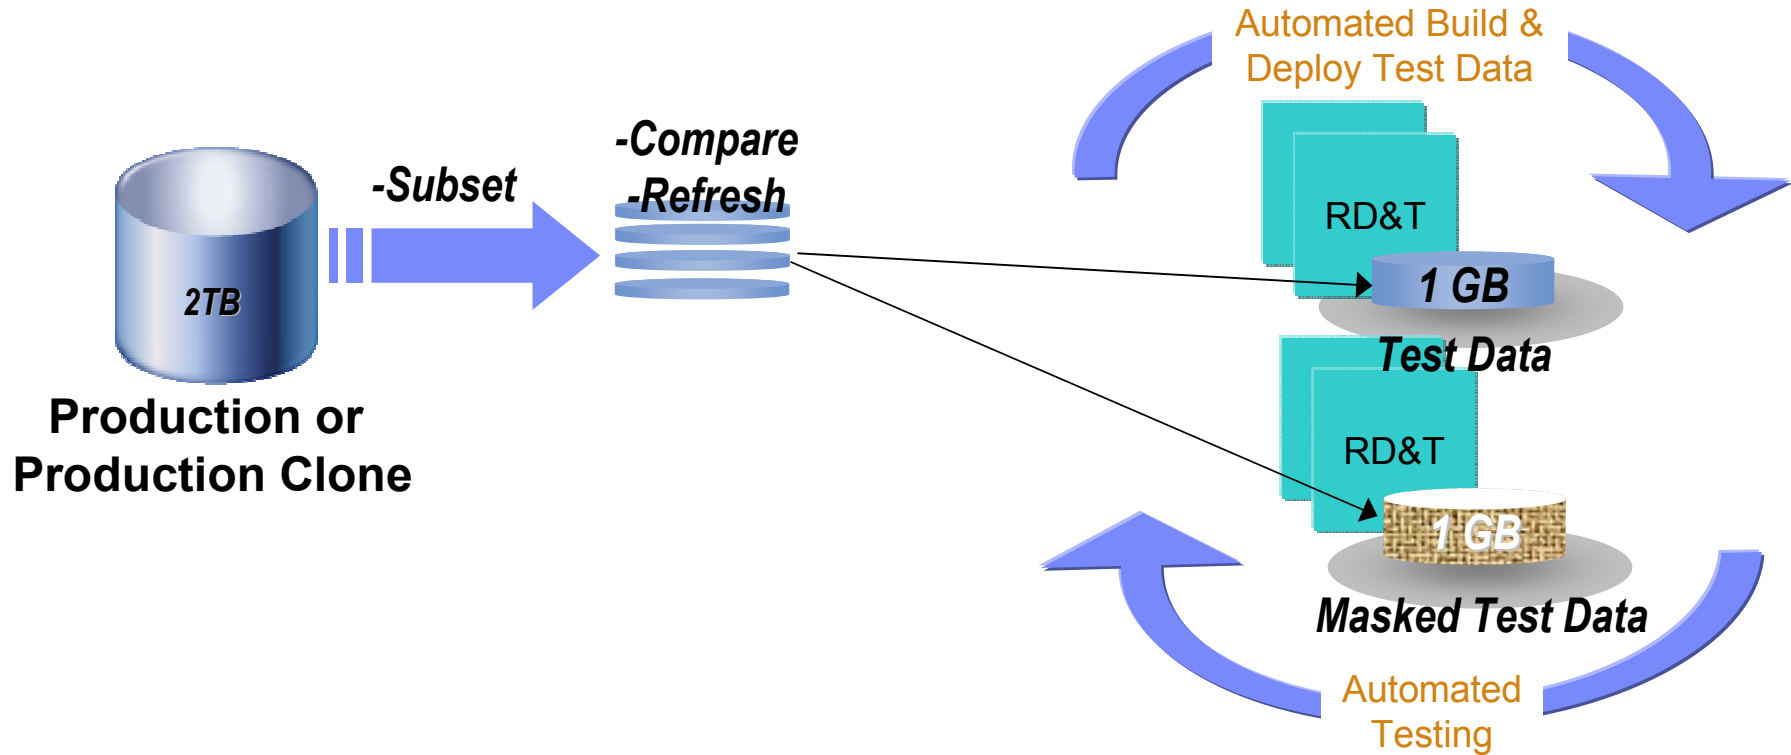 Automated Build &
Deploy Test Data
-Compare
-Refresh
-Subset
2TB
Production or
Production Clone
RD&T
1 GB
Test Data
RD&T
1 GB
Masked Test Data
Automated
Testing